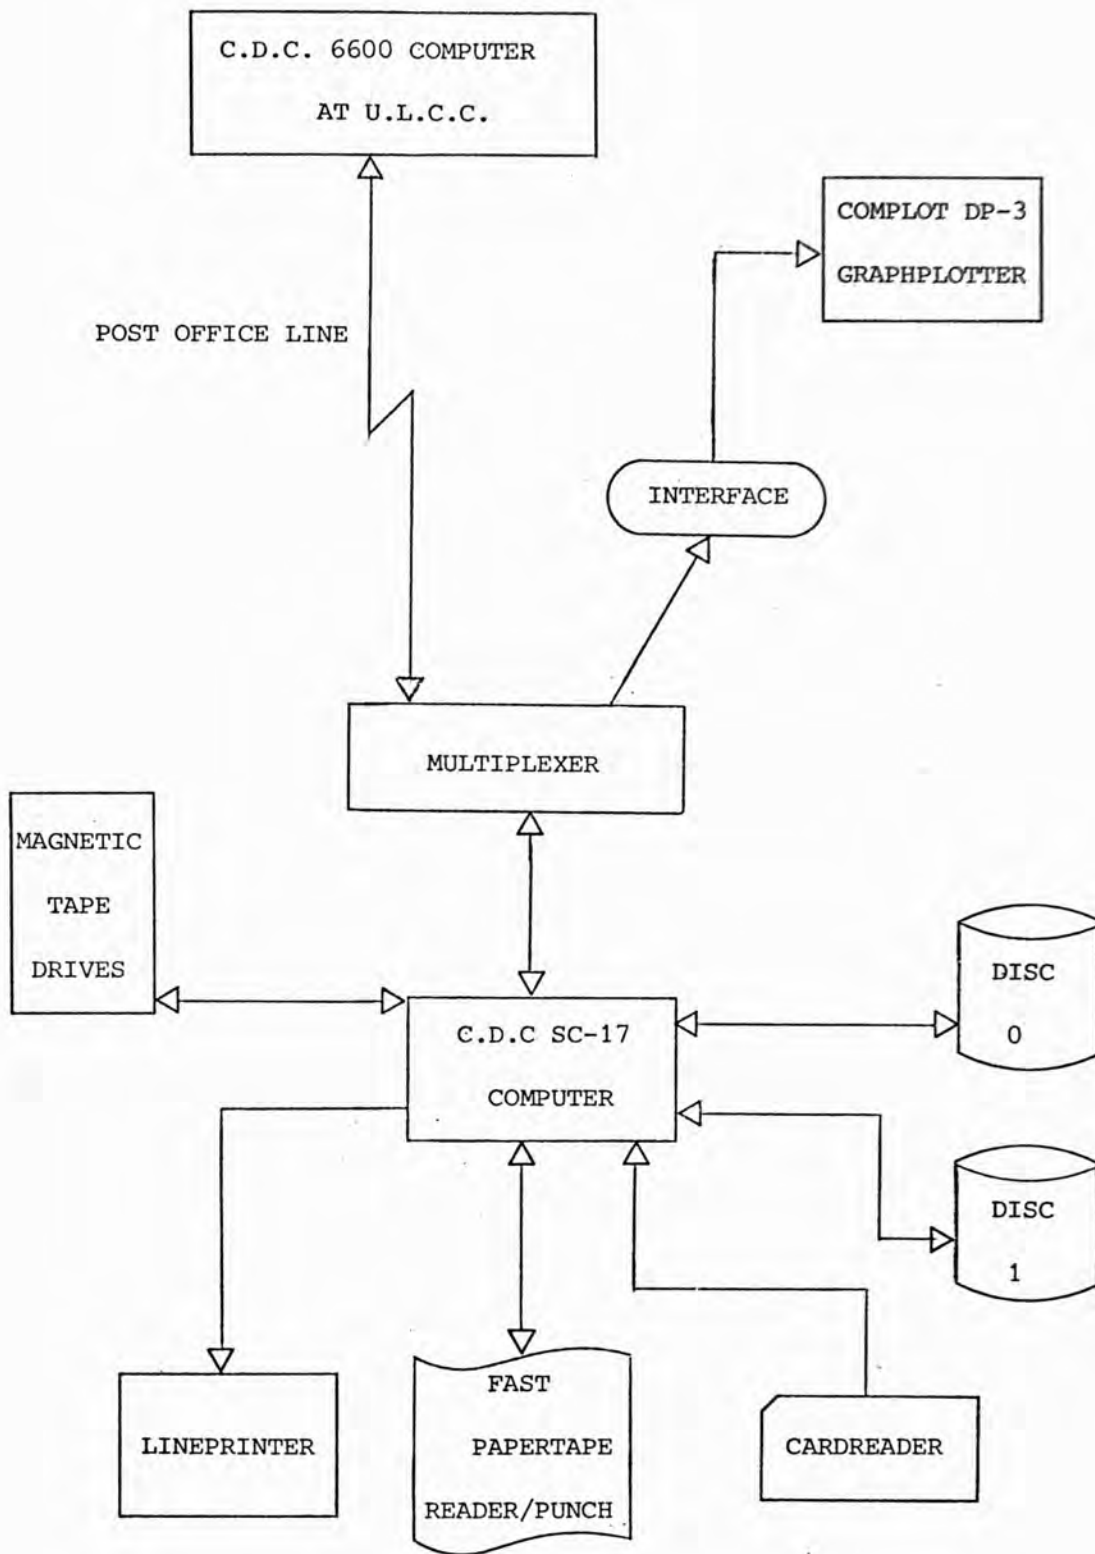 C.D.C. 6600 COMPUTER
AT U.L.C.C.
COMPLOT DP-3
GRAPHPLOTTER
POST OFFICE LINE
INTERFACE
MULTIPLEXER
MAGNETIC
TAPE
DRIVES
DISC
0
C.D.C SC-17
COMPUTER
DISC
1
FAST
PAPERTAPE
READER/PUNCH
LINEPRINTER
CARDREADER